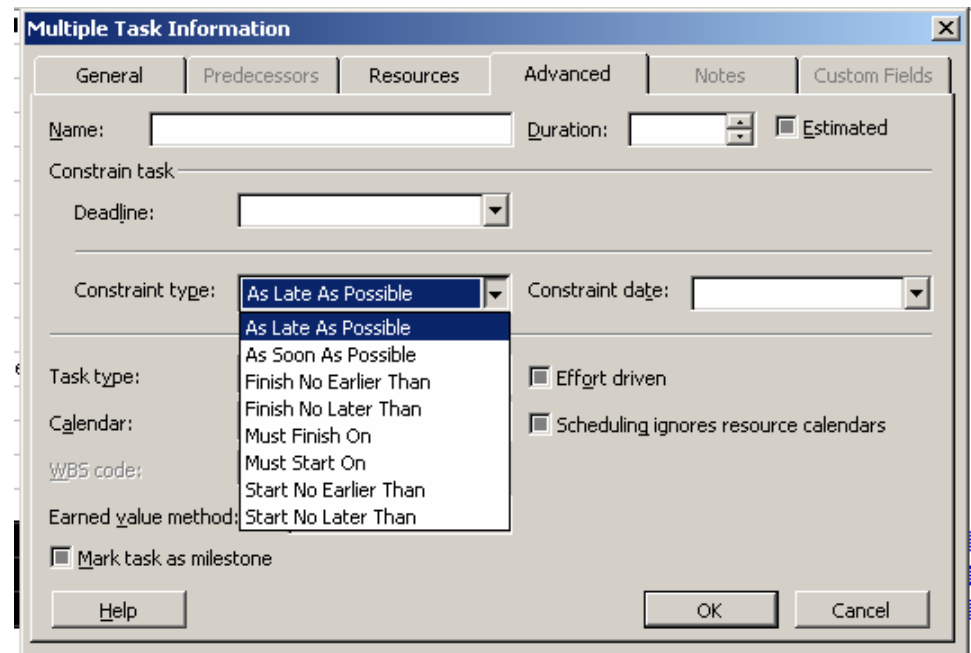 Multiple Task Information
General Predecessors Resources Advanced Notes Custom Fields
Name: Duration: Estimated
Constrain task
Deadline:
Constraint type: As Late As Possible Constraint date:
As Late As Possible
As Soon As Possible
Task type: Finish No Earlier Than Effort driven
Finish No Later Than
Calendar: Must Finish On Scheduling ignores resource calendars
Must Start On
WBS code: Start No Earlier Than
Earned value method: Start No Later Than
Mark task as milestone
Help OK Cancel